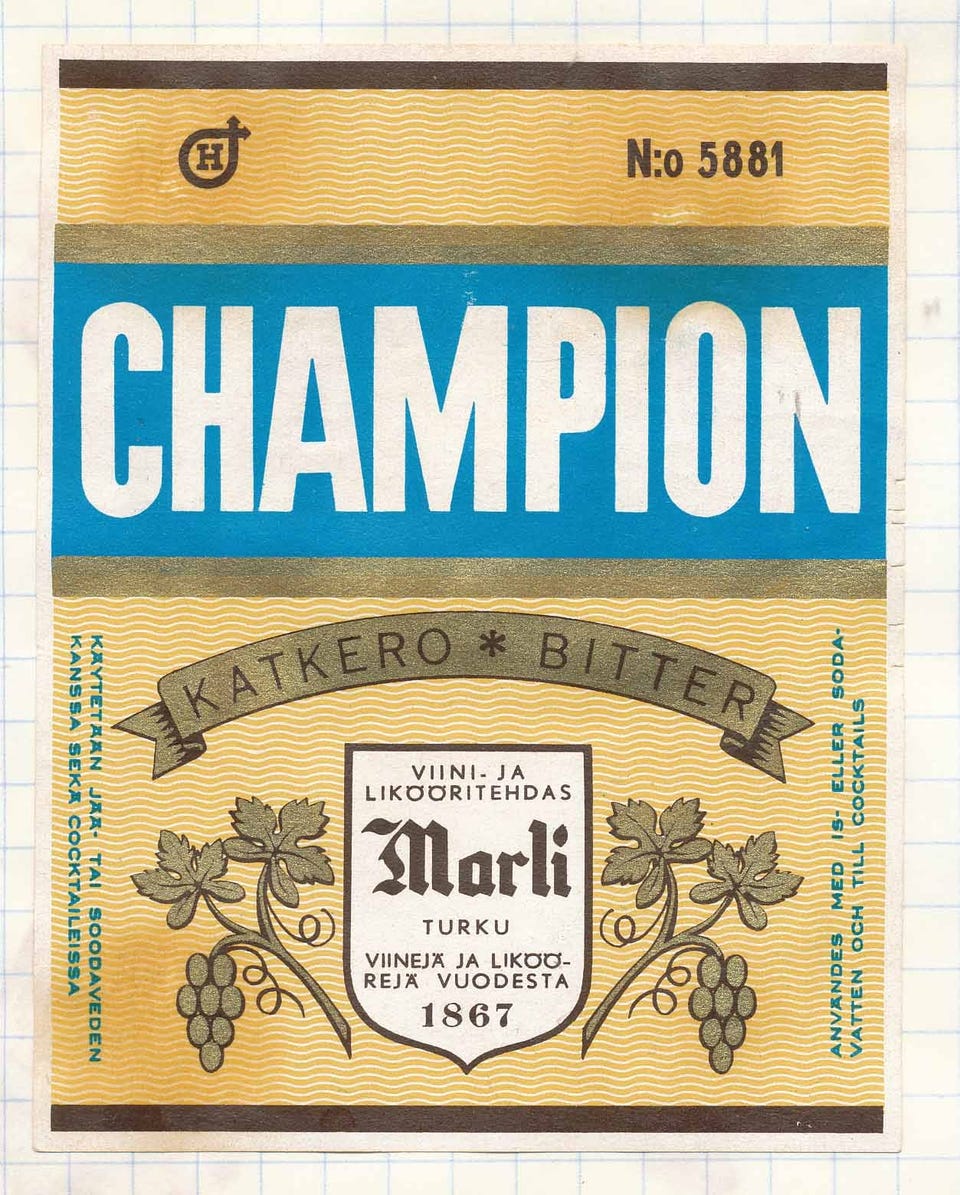 H
N:o 5881
CHAMPION
KATKERO * BITTER
KÄYTETÄÄN JÄÄ- TAI SOODAVEDEN
KANSSA SEKÄ COCKTAILEISSA
VIINI- JA
LIKÖÖRITEHDAS
Marli
TURKU
VIINEJÄ JA LIKÖÖ-
REJÄ VUODESTA
1867
ANVÄNDES MED IS- ELLER SODA-
VATTEN OCH TILL COCKTAILS